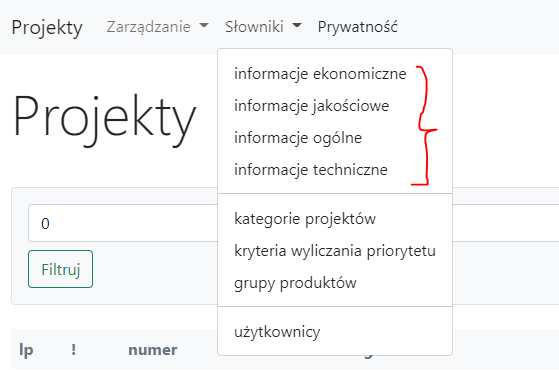 Projekty Zarządzanie Słowniki Prywatność
informacje ekonomiczne
informacje jakościowe
informacje ogólne
informacje techniczne
kategorie projektów
kryteria wyliczania priorytetu
grupy produktów
użytkownicy
Projekty
0
Filtruj
lp ! numer